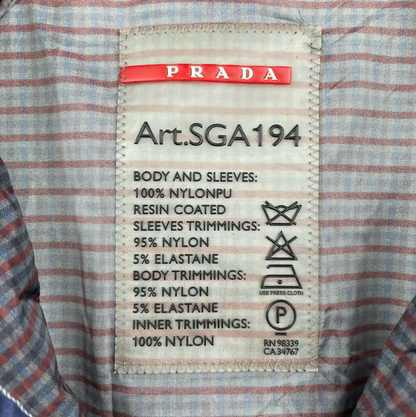 PRADA
Art.SGA194
BODY AND SLEEVES:
100% NYLONPU
RESIN COATED
SLEEVES TRIMMINGS:
95% NYLON
5% ELASTANE
BODY TRIMMINGS:
95% NYLON
5% ELASTANE
INNER TRIMMINGS:
100% NYLON
USE PRESS CLOTH
P
RN 98339
CA 34767